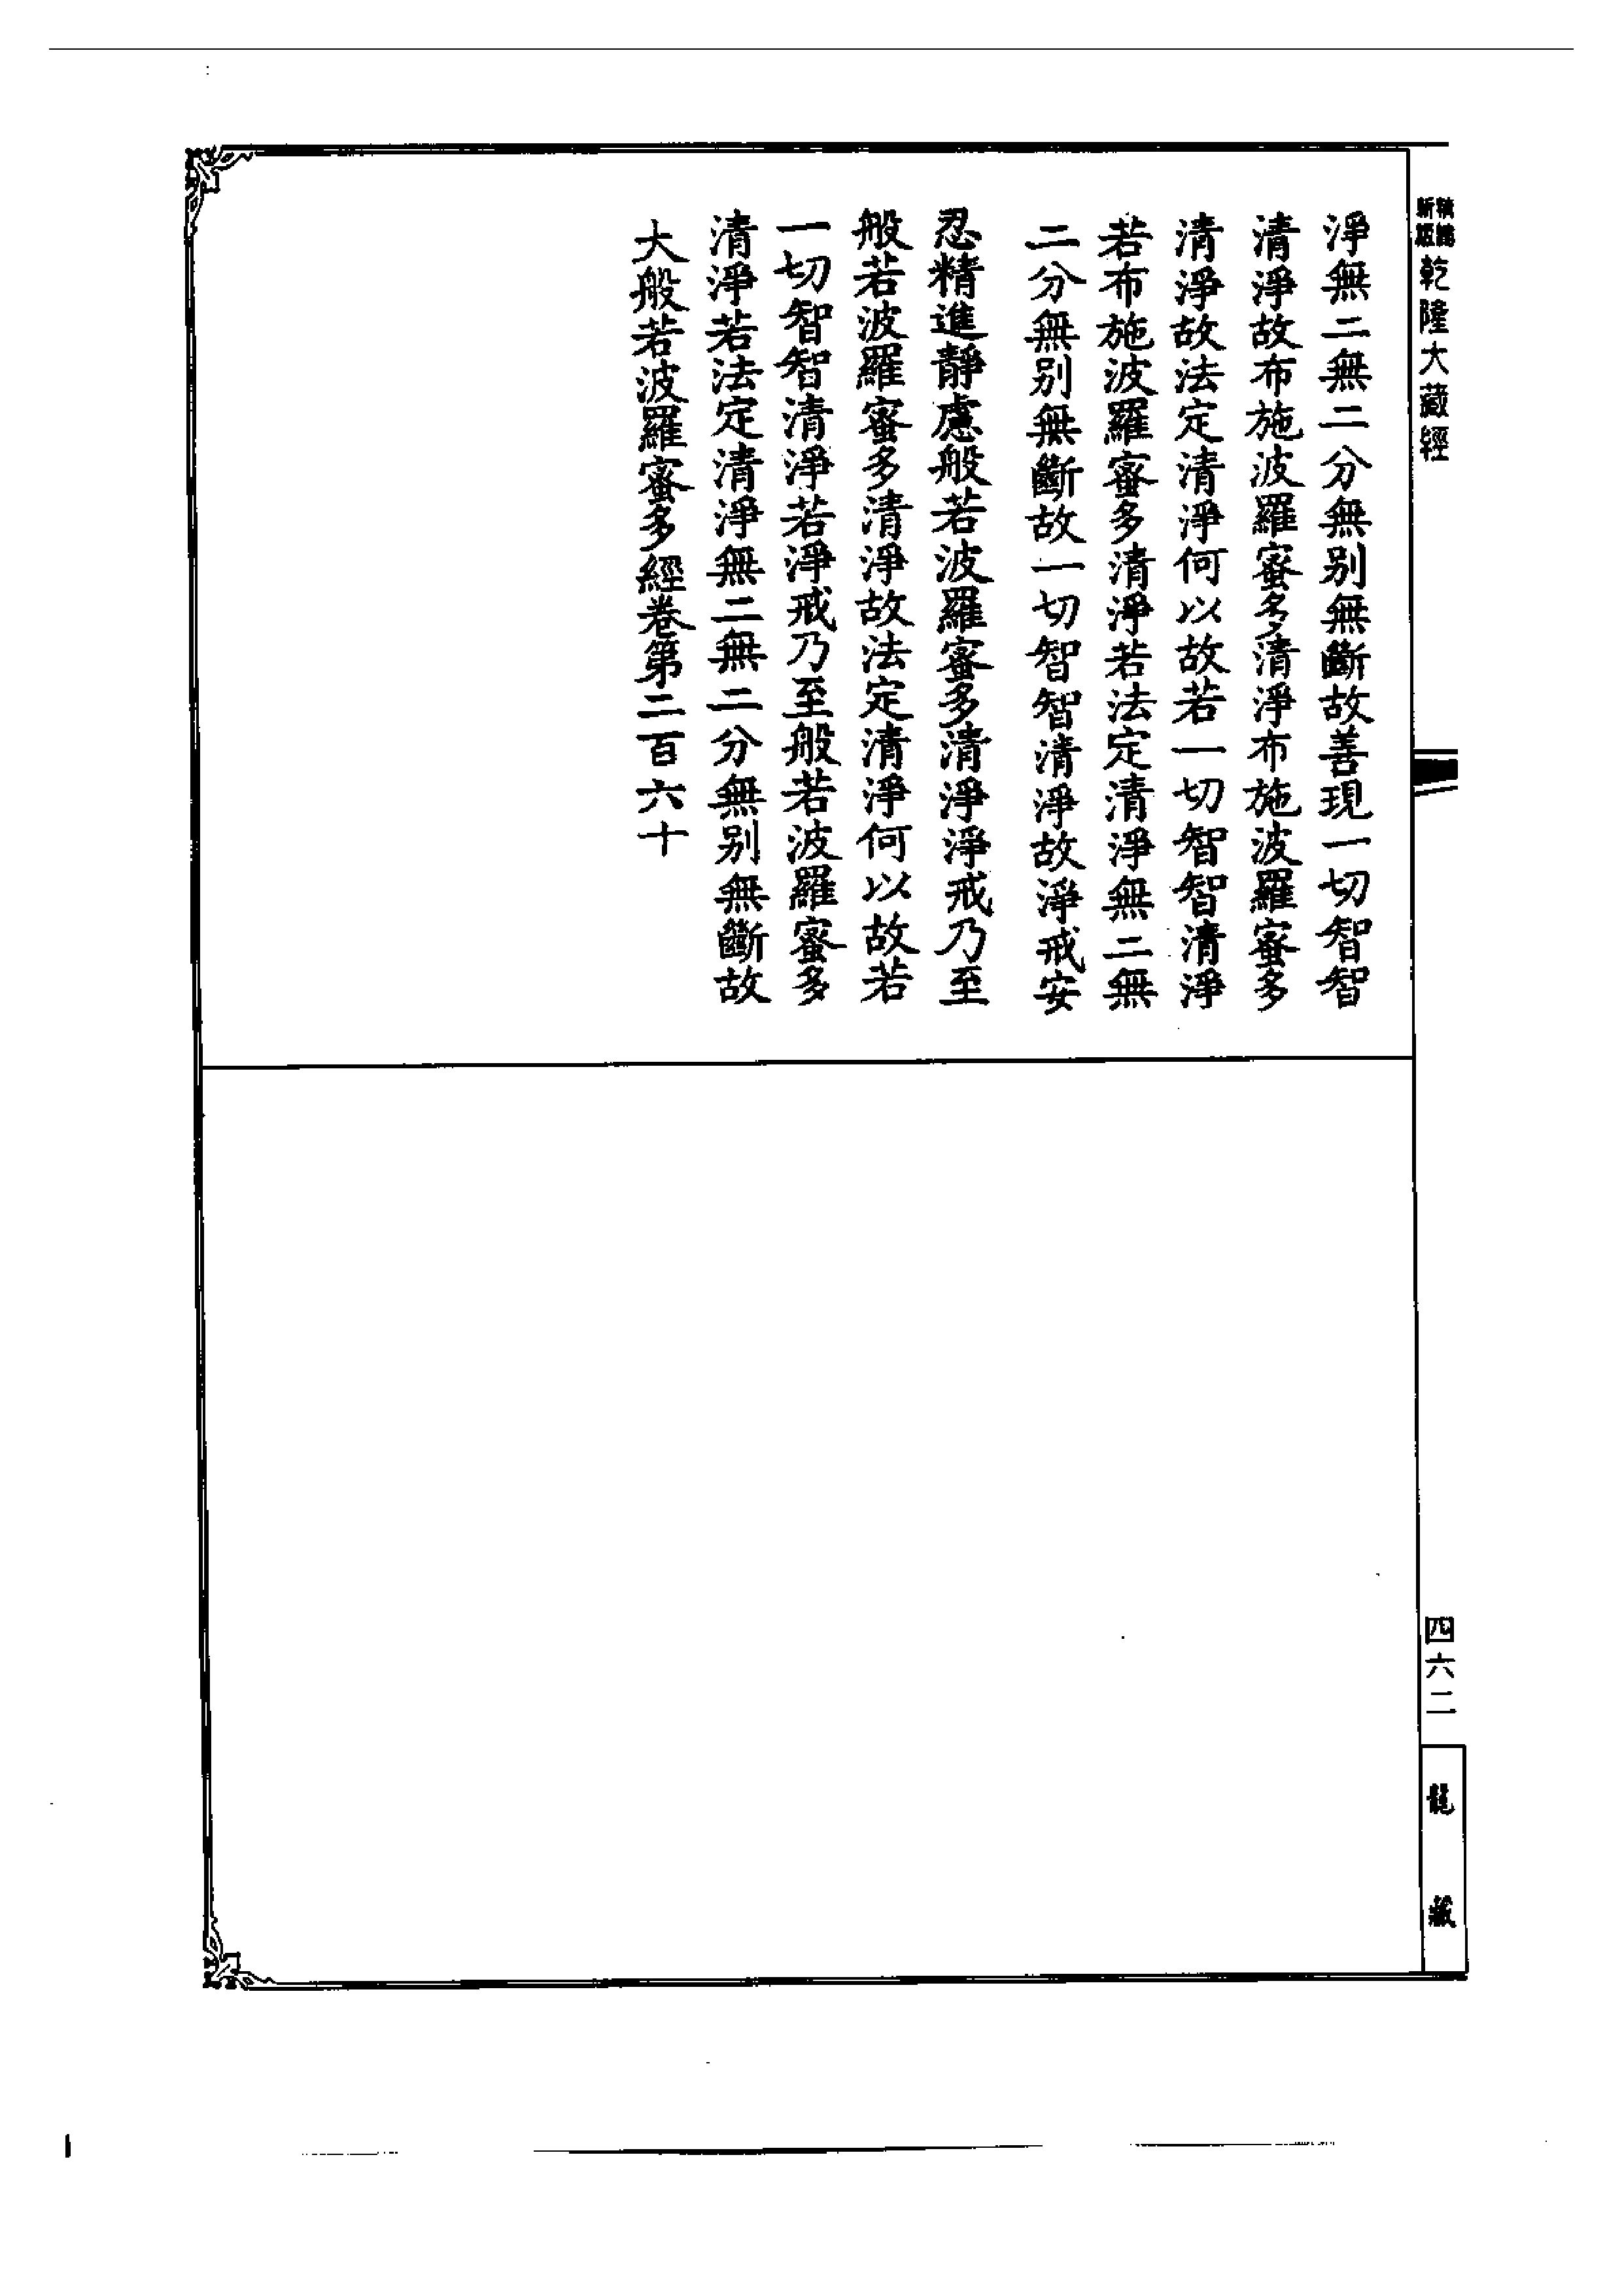 新版
乾隆大藏經
淨無二無二分無别無斷故善現一切智智
清淨故布施波羅蜜多清淨布施波羅蜜多
清淨故法定清淨何以故若一切智智清淨
若布施波羅蜜多清淨若法定清淨無二無
二分無别無斷故一切智智清淨故淨戒安
忍精進靜慮般若波羅蜜多清淨淨戒乃至
般若波羅蜜多清淨故法定清淨何以故若
一切智智清淨若淨戒乃至般若波羅蜜多
清淨若法定清淨無二無二分無别無斷故
大般若波羅蜜多經卷第二百六十
四六二
龍藏